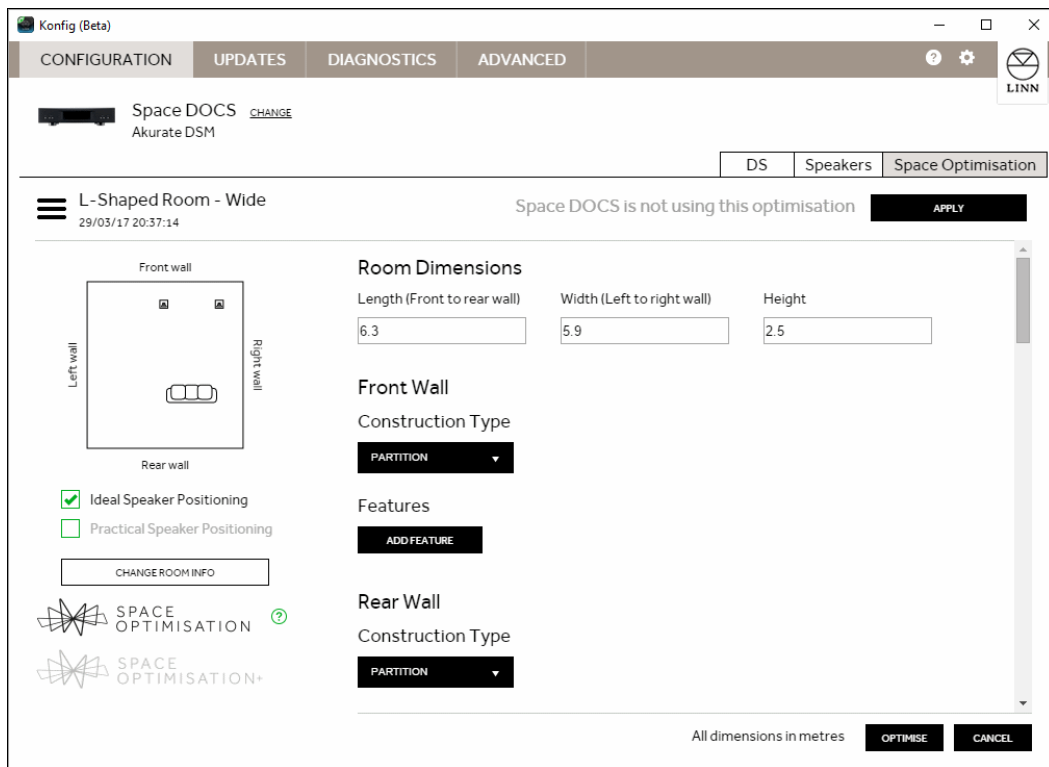 Konfig (Beta)
CONFIGURATION UPDATES DIAGNOSTICS ADVANCED
LINN
Space DOCS CHANGE
Akurate DSM
DS Speakers Space Optimisation
L-Shaped Room - Wide
29/03/17 20:37:14
Space DOCS is not using this optimisation APPLY
Front wall
Left wall
Right wall
Rear wall
Ideal Speaker Positioning
Practical Speaker Positioning
CHANGE ROOM INFO
SPACE
OPTIMISATION
SPACE
OPTIMISATION+
Room Dimensions
Length (Front to rear wall) Width (Left to right wall) Height
6.3 5.9 2.5
Front Wall
Construction Type
PARTITION
Features
ADD FEATURE
Rear Wall
Construction Type
PARTITION
All dimensions in metres OPTIMISE CANCEL